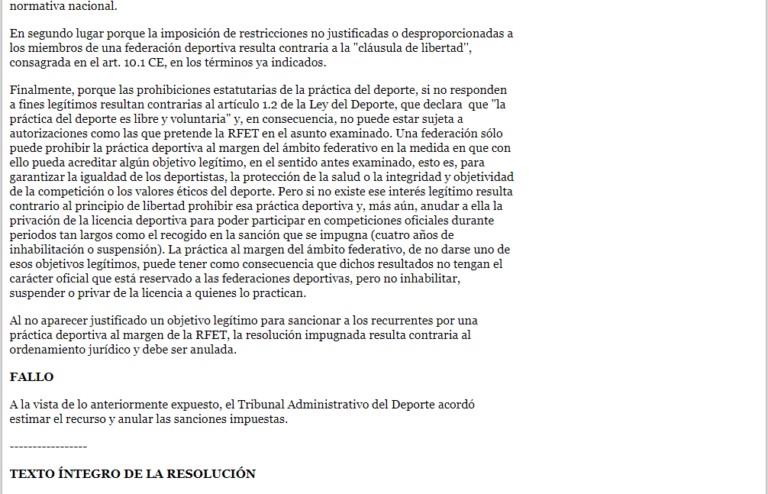 normativa nacional.
En segundo lugar porque la imposición de restricciones no justificadas o desproporcionadas a
los miembros de una federación deportiva resulta contraria a la "cláusula de libertad",
consagrada en el art. 10.1 CE, en los términos ya indicados.
Finalmente, porque las prohibiciones estatutarias de la práctica del deporte, si no responden
a fines legítimos resultan contrarias al artículo 1.2 de la Ley del Deporte, que declara que "la
práctica del deporte es libre y voluntaria" y, en consecuencia, no puede estar sujeta a
autorizaciones como las que pretende la RFET en el asunto examinado. Una federación sólo
puede prohibir la práctica deportiva al margen del ámbito federativo en la medida en que con
ello pueda acreditar algún objetivo legítimo, en el sentido antes examinado, esto es, para
garantizar la igualdad de los deportistas, la protección de la salud o la integridad y objetividad
de la competición o los valores éticos del deporte. Pero si no existe ese interés legítimo resulta
contrario al principio de libertad prohibir esa práctica deportiva y, más aún, anudar a ella la
privación de la licencia deportiva para poder participar en competiciones oficiales durante
periodos tan largos como el recogido en la sanción que se impugna (cuatro años de
inhabilitación o suspensión). La práctica al margen del ámbito federativo, de no darse uno de
esos objetivos legítimos, puede tener como consecuencia que dichos resultados no tengan el
carácter oficial que está reservado a las federaciones deportivas, pero no inhabilitar,
suspender o privar de la licencia a quienes lo practican.
Al no aparecer justificado un objetivo legítimo para sancionar a los recurrentes por una
práctica deportiva al margen de la RFET, la resolución impugnada resulta contraria al
ordenamiento jurídico y debe ser anulada.
FALLO
A la vista de lo anteriormente expuesto, el Tribunal Administrativo del Deporte acordó
estimar el recurso y anular las sanciones impuestas.
-----------------
TEXTO ÍNTEGRO DE LA RESOLUCIÓN